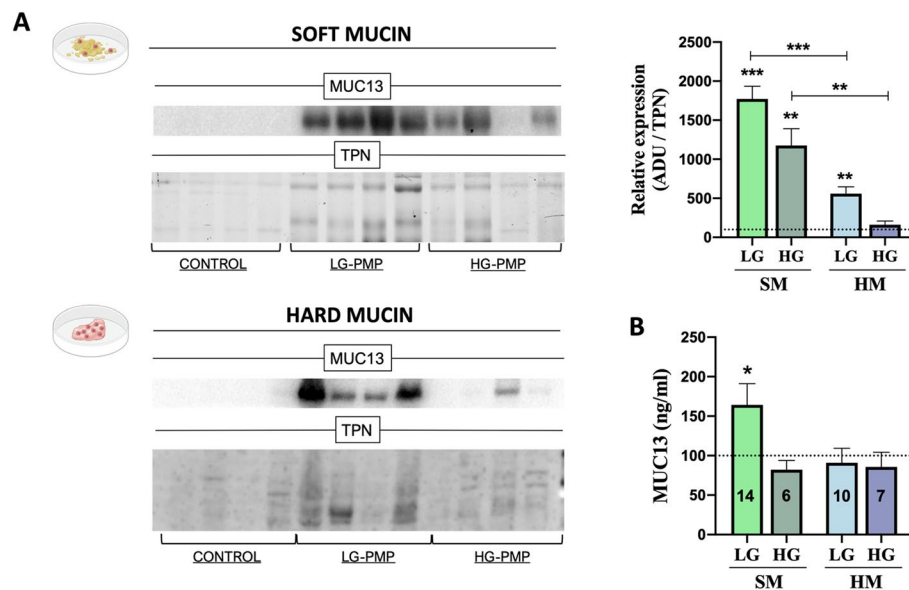 A
SOFT MUCIN
MUC13
TPN
CONTROL LG-PMP HG-PMP
HARD MUCIN
MUC13
TPN
CONTROL LG-PMP HG-PMP
Relative expression
(ADU / TPN)
2500
2000
1500
1000
500
0
***
**
***
**
**
LG HG LG HG
SM HM
B
MUC13 (ng/ml)
250
200
150
100
50
0
*
14 6 10 7
LG HG LG HG
SM HM